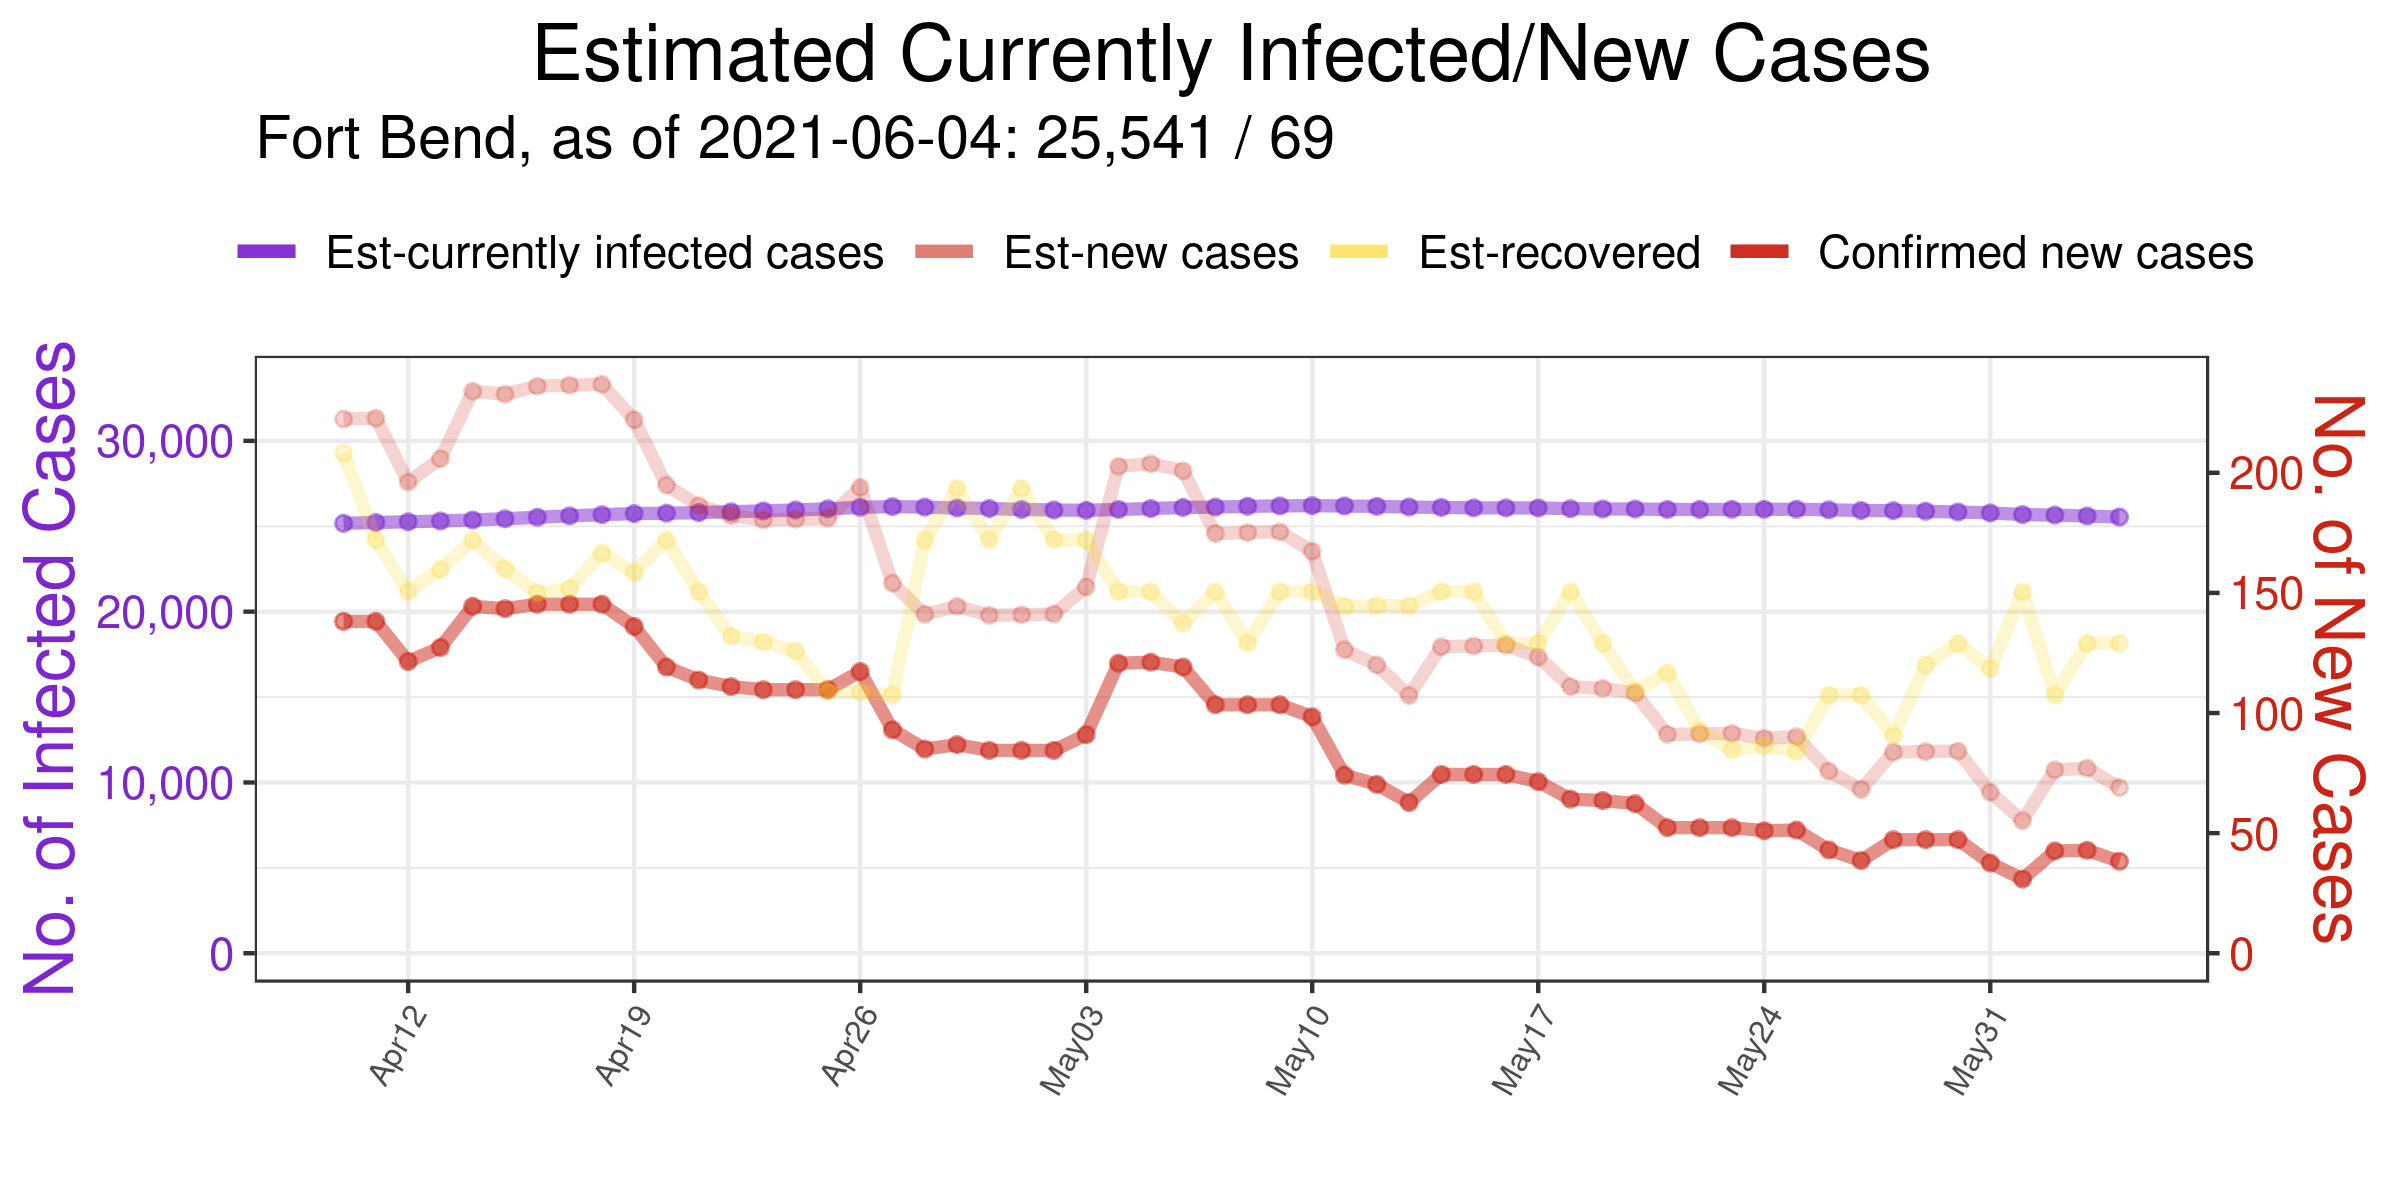 Estimated Currently Infected/New Cases
Fort Bend, as of 2021-06-04: 25,541 / 69
Est-currently infected cases Est-new cases Est-recovered Confirmed new cases
No. of Infected Cases
30,000
20,000
10,000
0
200
150
100
50
0
No. of New Cases
Apr12 Apr19 Apr26 May03 May10 May17 May24 May31